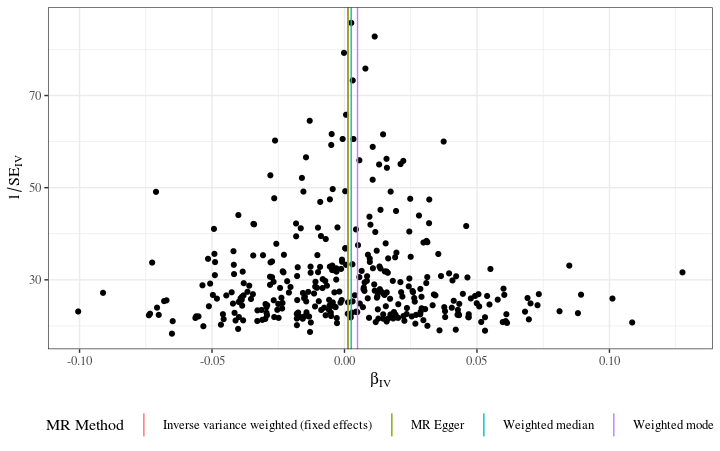 70
50
30
1/SE_IV
-0.10
-0.05
0.00
0.05
0.10
β_IV
MR Method
Inverse variance weighted (fixed effects)
MR Egger
Weighted median
Weighted mode